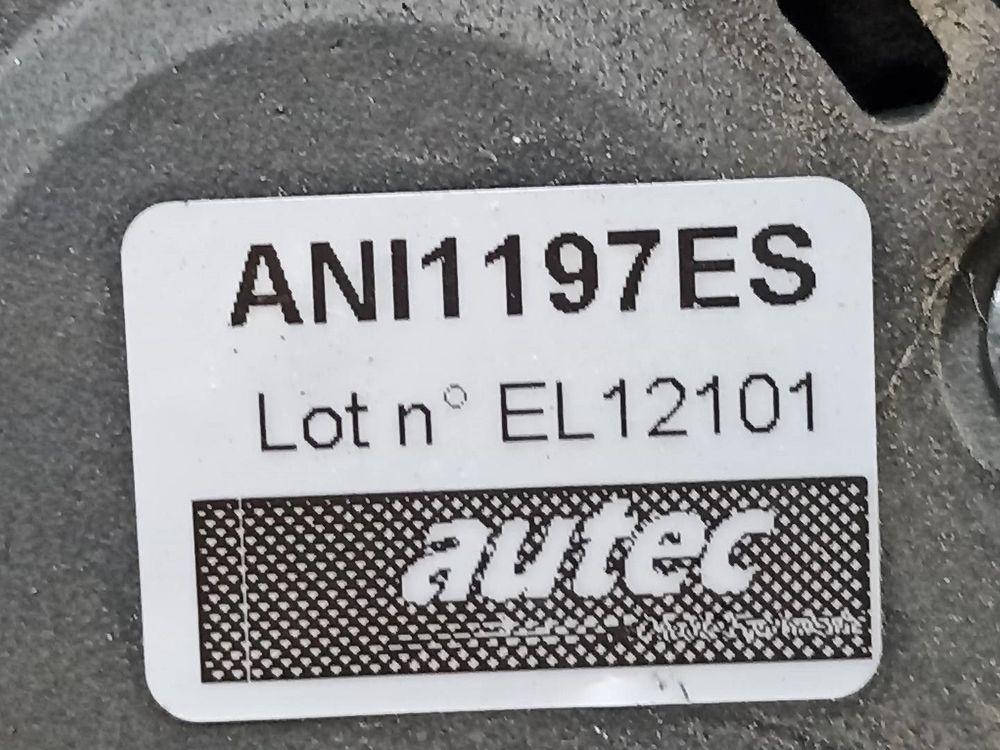 ANI1197ES
Lot n° EL12101
autec